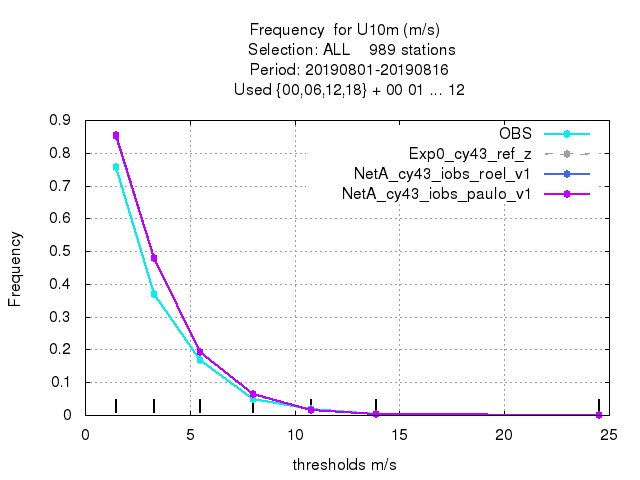 Frequency  for U10m (m/s)
Selection: ALL    989 stations
Period: 20190801-20190816
Used {00,06,12,18} + 00 01 ... 12
OBS
Exp0_cy43_ref_z
NetA_cy43_iobs_roel_v1
NetA_cy43_iobs_paulo_v1
0.9
0.8
0.7
0.6
0.5
0.4
0.3
0.2
0.1
0
Frequency
0 5 10 15 20 25
thresholds m/s